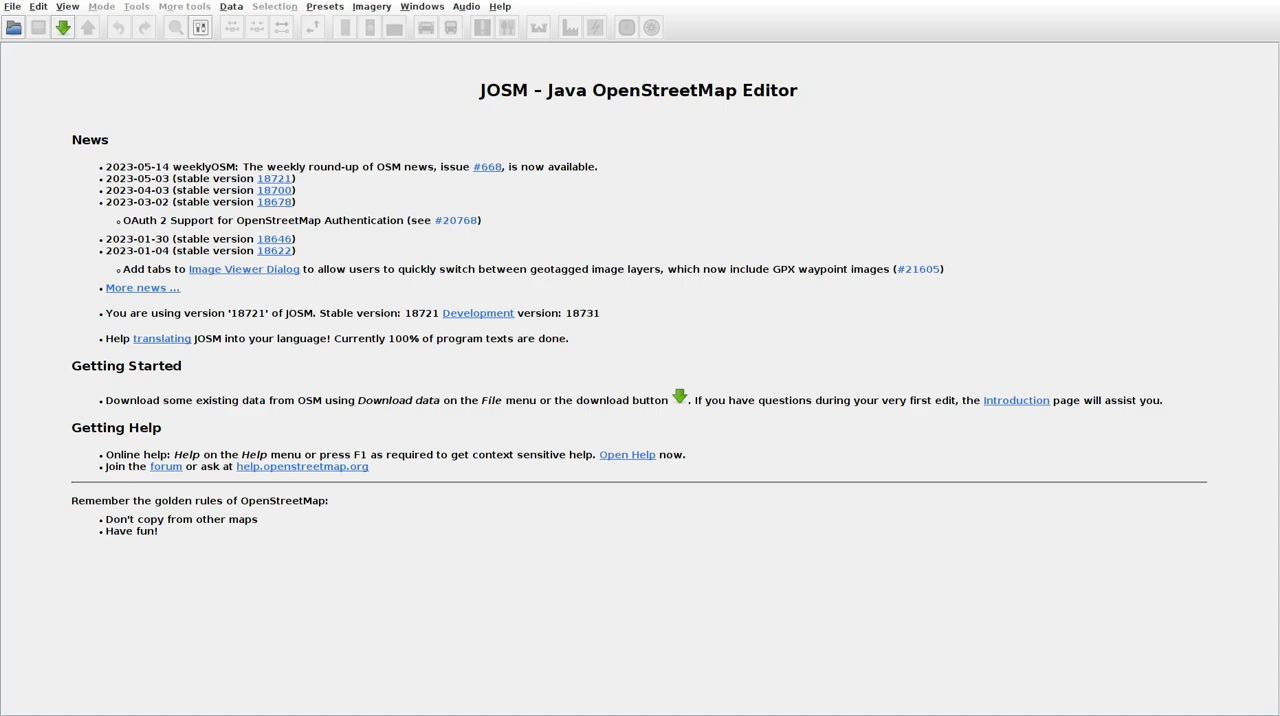 File Edit View Mode Tools More tools Data Selection Presets Imagery Windows Audio Help
JOSM – Java OpenStreetMap Editor
News
2023-05-14 weeklyOSM: The weekly round-up of OSM news, issue #668, is now available.
2023-05-03 (stable version 18721)
2023-04-03 (stable version 18700)
2023-03-02 (stable version 18678)
OAuth 2 Support for OpenStreetMap Authentication (see #20768)
2023-01-30 (stable version 18646)
2023-01-04 (stable version 18622)
Add tabs to Image Viewer Dialog to allow users to quickly switch between geotagged image layers, which now include GPX waypoint images (#21605)
More news ...
You are using version '18721' of JOSM. Stable version: 18721 Development version: 18731
Help translating JOSM into your language! Currently 100% of program texts are done.
Getting Started
Download some existing data from OSM using Download data on the File menu or the download button . If you have questions during your very first edit, the Introduction page will assist you.
Getting Help
Online help: Help on the Help menu or press F1 as required to get context sensitive help. Open Help now.
Join the forum or ask at help.openstreetmap.org
Remember the golden rules of OpenStreetMap:
Don't copy from other maps
Have fun!